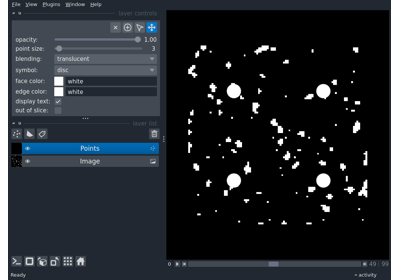 File View Plugins Window Help
layer controls
opacity: 1.00
point size: 3
blending: translucent
symbol: disc
face color: white
edge color: white
display text:
out of slice:
layer list
Points
Image
49 99
Ready
activity